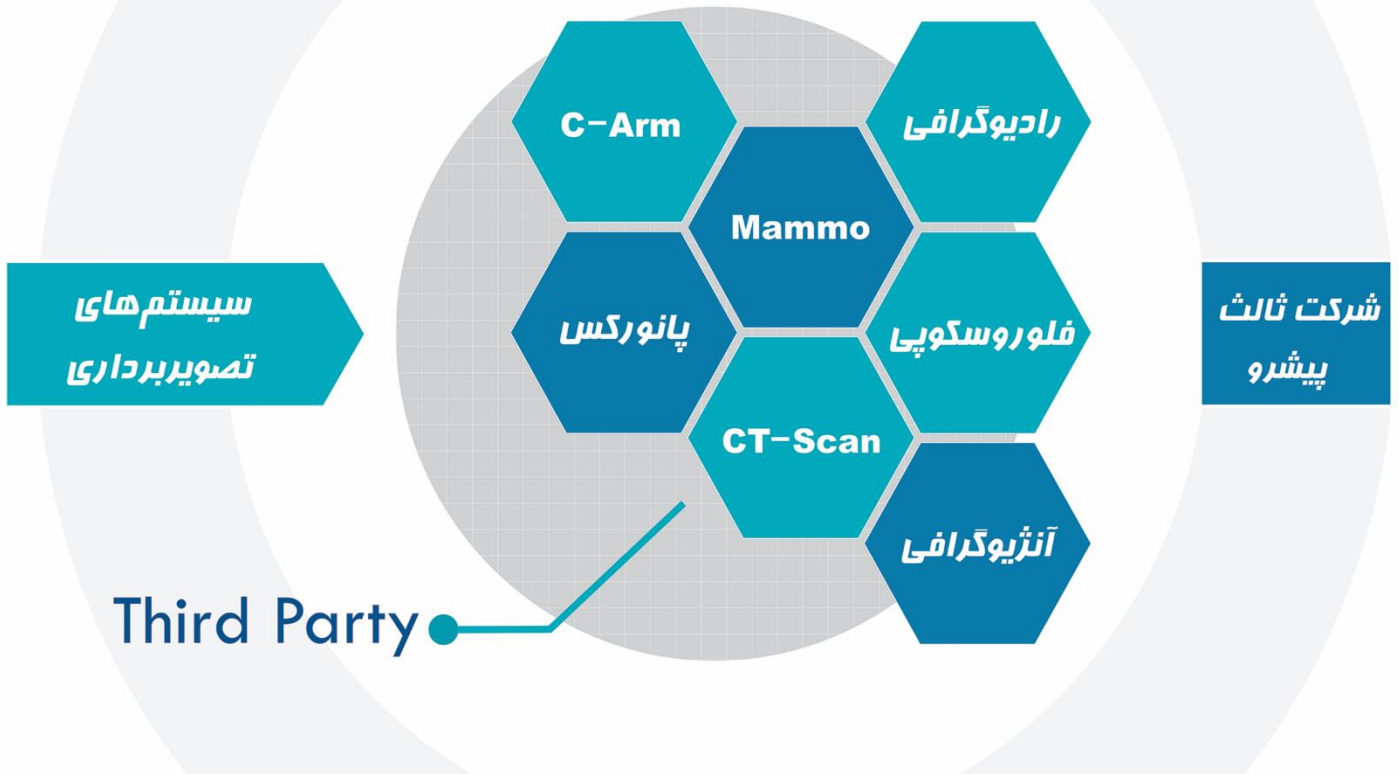 C-Arm
رادیوگرافی
Mammo
سیستم‌های
تصویربرداری
پانورکس
فلوروسکوپی
شرکت ثالث
پیشرو
CT-Scan
آنژیوگرافی
Third Party